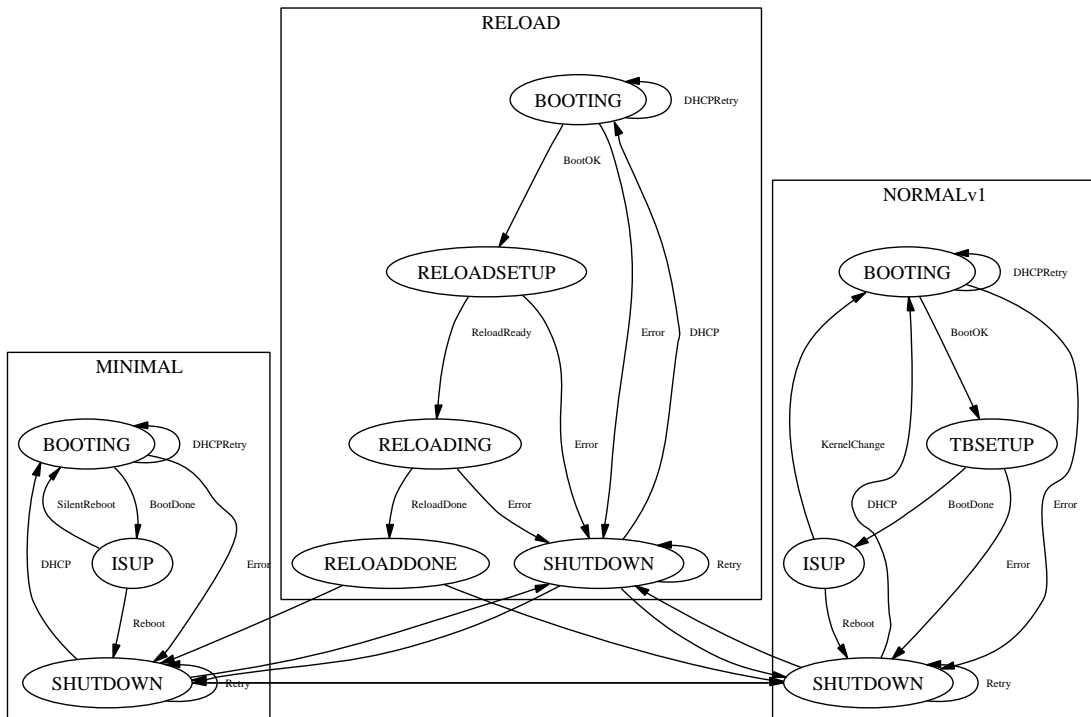 RELOAD
BOOTING
DHCPRetry
BootOK
RELOADSETUP
ReloadReady
Error
DHCP
RELOADING
Error
ReloadDone
Error
RELOADDONE
SHUTDOWN
Retry
MINIMAL
BOOTING
DHCPRetry
SilentReboot
BootDone
ISUP
DHCP
Error
Reboot
SHUTDOWN
Retry
NORMALv1
BOOTING
DHCPRetry
BootOK
KernelChange
TBSETUP
DHCP
BootDone
Error
ISUP
Error
Reboot
SHUTDOWN
Retry